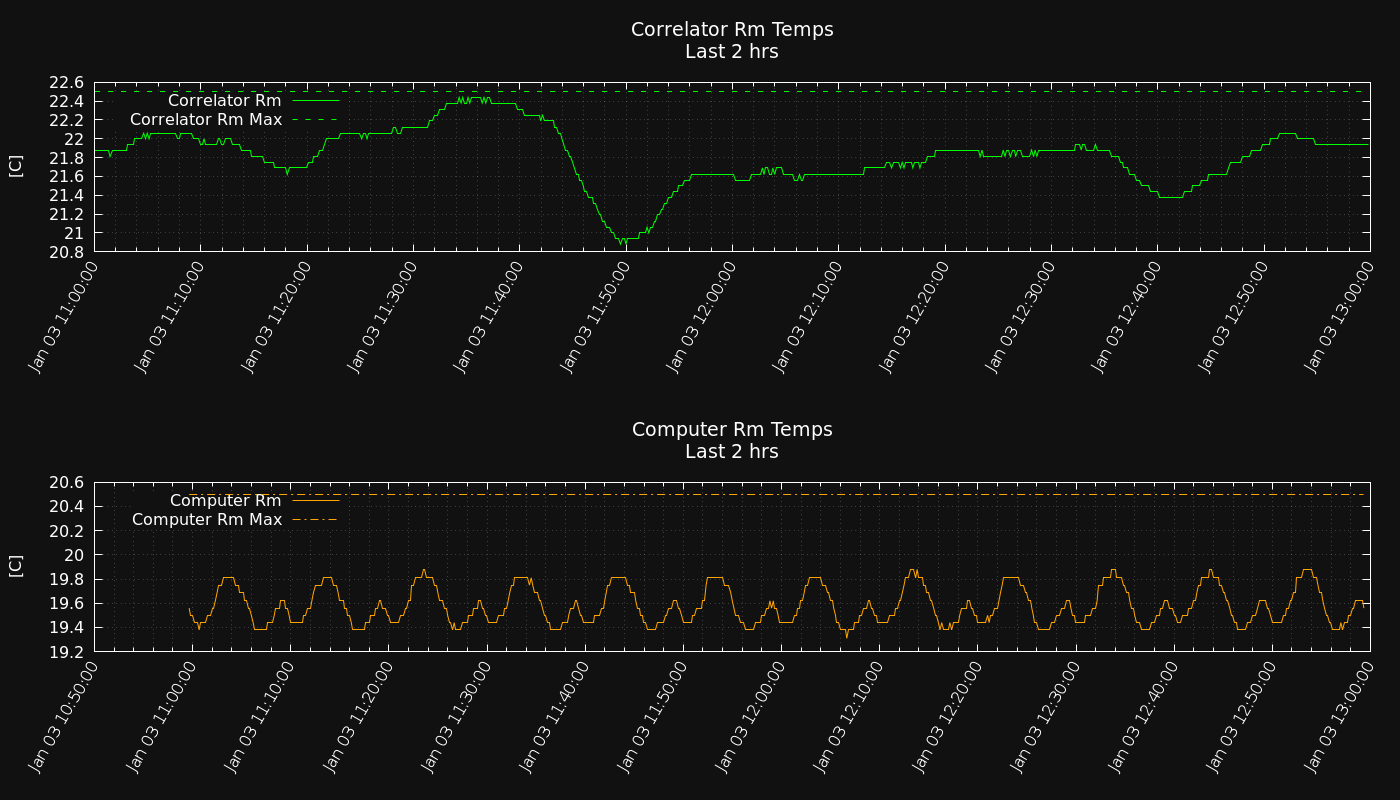 Correlator Rm Temps
Last 2 hrs
22.6
22.4
22.2
22
21.8
21.6
21.4
21.2
21
20.8
[C]
Correlator Rm
Correlator Rm Max
Jan 03 11:00:00
Jan 03 11:10:00
Jan 03 11:20:00
Jan 03 11:30:00
Jan 03 11:40:00
Jan 03 11:50:00
Jan 03 12:00:00
Jan 03 12:10:00
Jan 03 12:20:00
Jan 03 12:30:00
Jan 03 12:40:00
Jan 03 12:50:00
Jan 03 13:00:00
Computer Rm Temps
Last 2 hrs
20.6
20.4
20.2
20
19.8
19.6
19.4
19.2
[C]
Computer Rm
Computer Rm Max
Jan 03 10:50:00
Jan 03 11:00:00
Jan 03 11:10:00
Jan 03 11:20:00
Jan 03 11:30:00
Jan 03 11:40:00
Jan 03 11:50:00
Jan 03 12:00:00
Jan 03 12:10:00
Jan 03 12:20:00
Jan 03 12:30:00
Jan 03 12:40:00
Jan 03 12:50:00
Jan 03 13:00:00